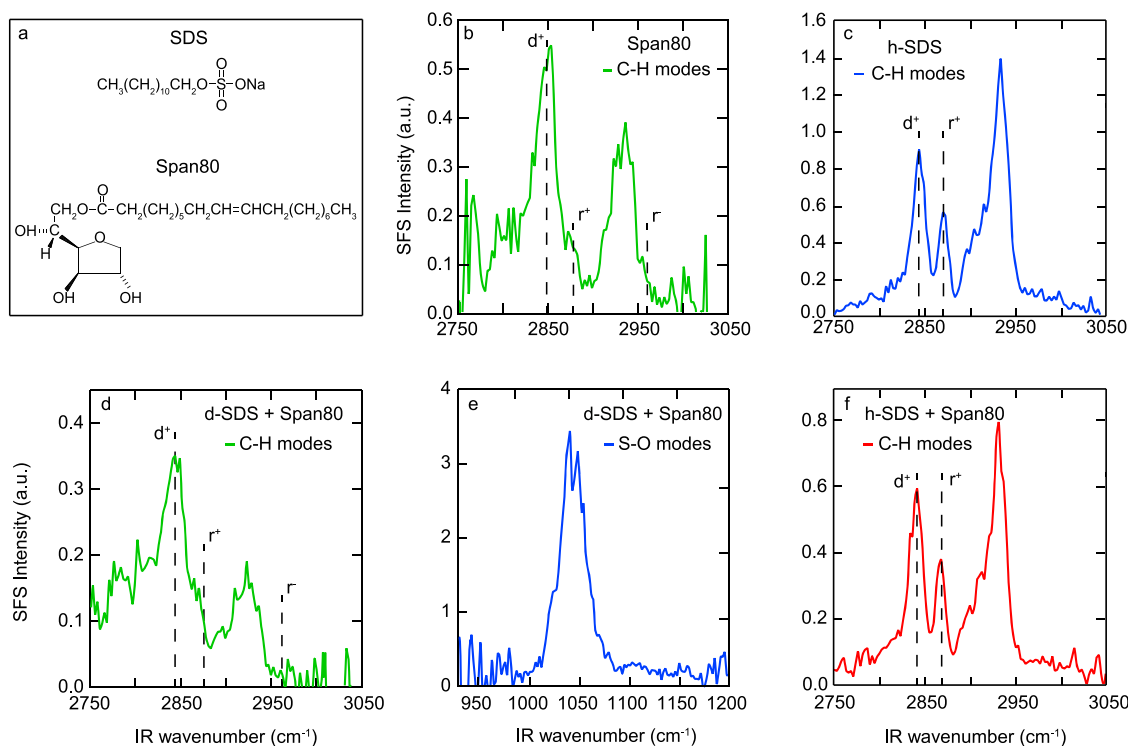 a
SDS
CH₃(CH₂)₁₀CH₂O-S-ONa
O
O
Span80
O
CH₂O-C-CH₂(CH₂)₅CH₂CH=CHCH₂(CH₂)₆CH₃
OH
C
H
O
OH
OH
b
d⁺
Span80
C-H modes
r⁺
r⁻
SFS Intensity (a.u.)
0.6
0.5
0.4
0.3
0.2
0.1
0.0
2750 2850 2950 3050
c
h-SDS
C-H modes
d⁺ r⁺
1.6
1.4
1.2
1.0
0.8
0.6
0.4
0.2
0.0
2750 2850 2950 3050
d
d-SDS + Span80
d⁺
C-H modes
r⁺
r⁻
SFS Intensity (a.u.)
0.4
0.3
0.2
0.1
0.0
2750 2850 2950 3050
IR wavenumber (cm⁻¹)
e
d-SDS + Span80
S-O modes
4
3
2
1
0
950 1000 1050 1100 1150 1200
IR wavenumber (cm⁻¹)
f
h-SDS + Span80
C-H modes
d⁺ r⁺
0.8
0.6
0.4
0.2
0.0
2750 2850 2950 3050
IR wavenumber (cm⁻¹)